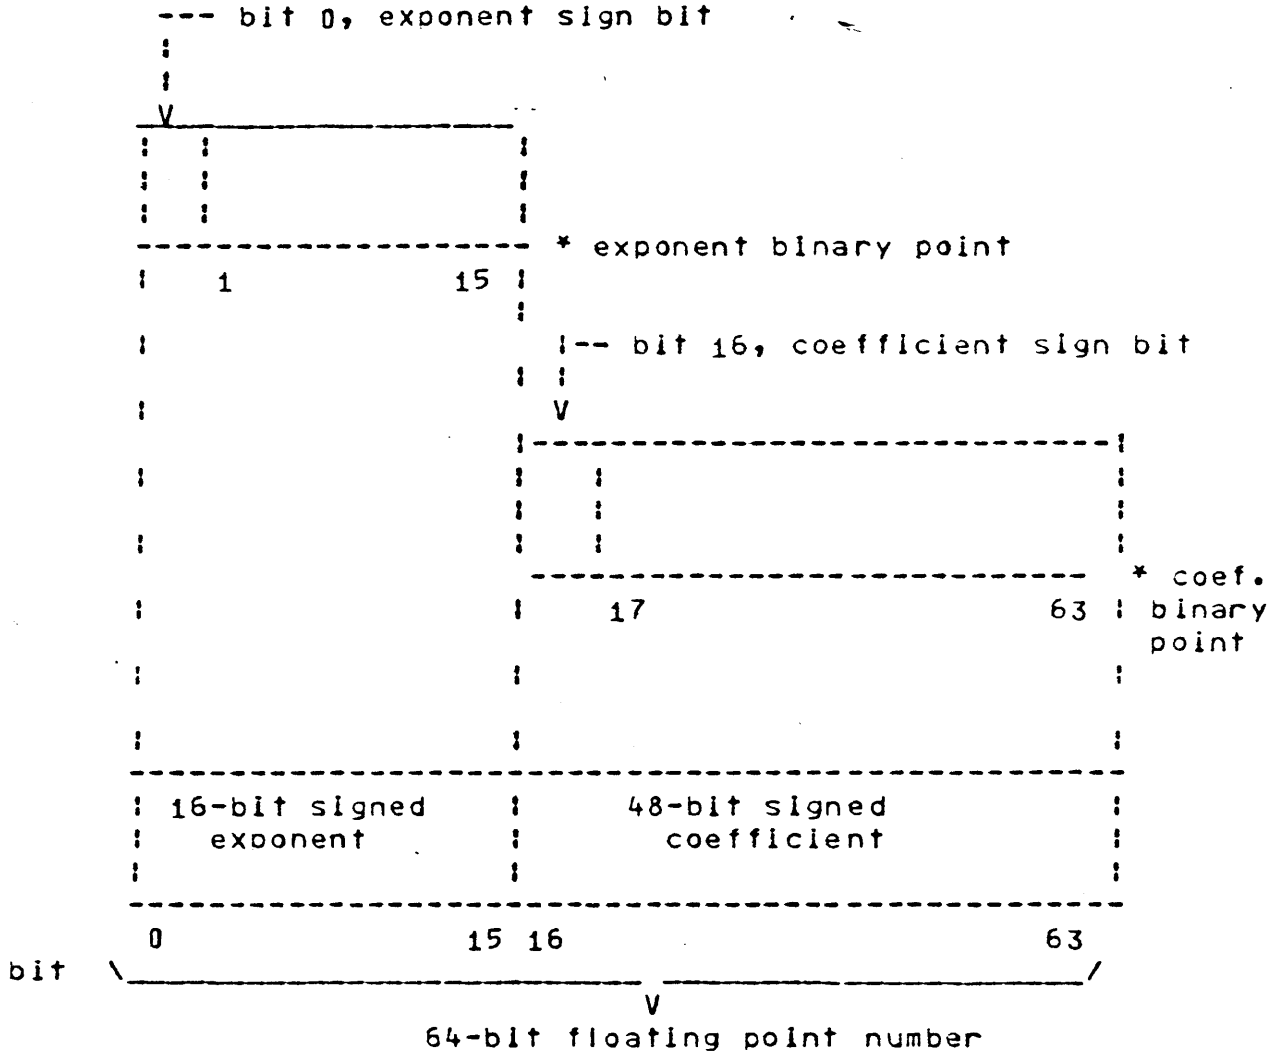 --- bit 0, exponent sign bit
* exponent binary point
1 15
|-- bit 16, coefficient sign bit
* coef.
17 63 binary
point
16-bit signed 48-bit signed
exponent coefficient
0 15 16 63
bit
64-bit floating point number